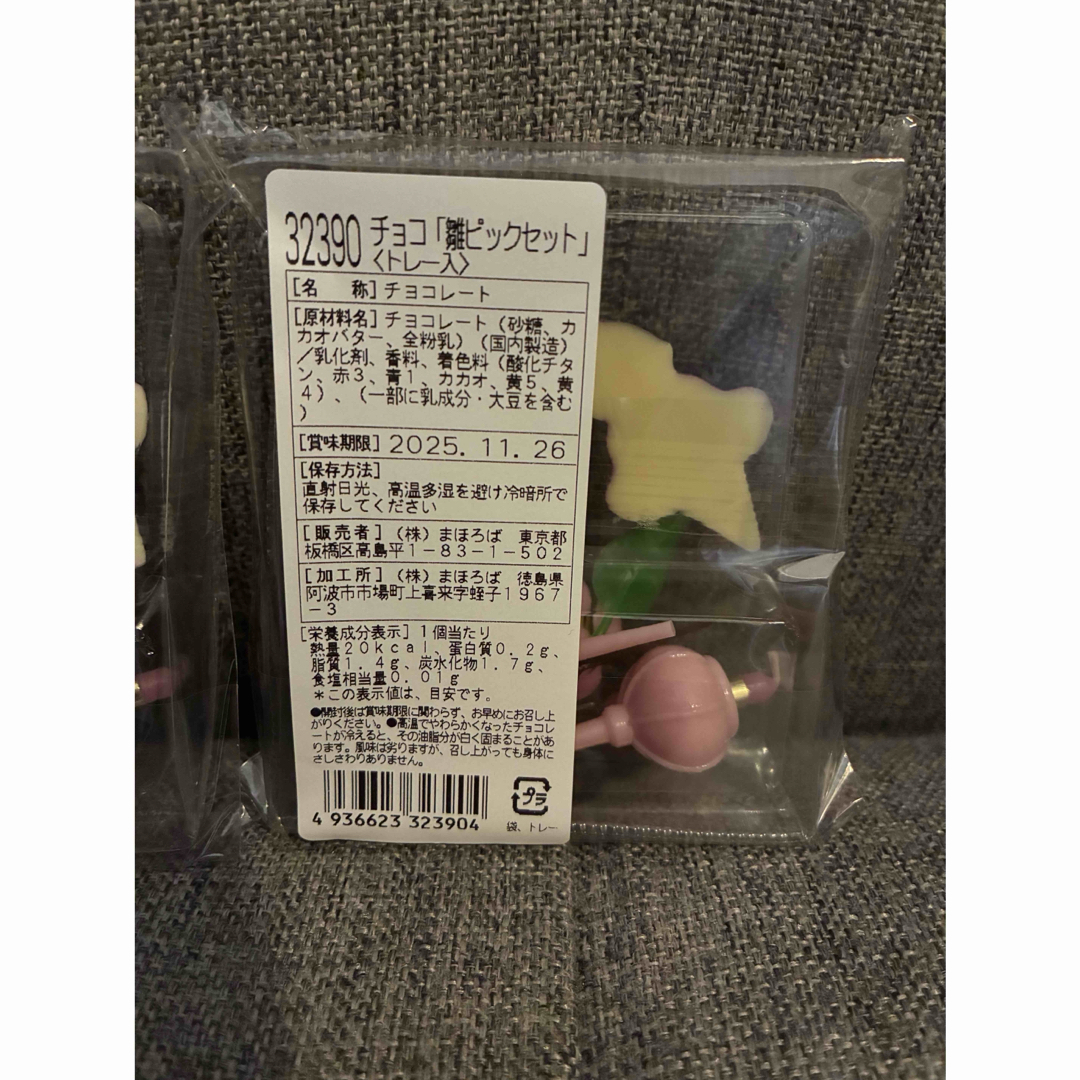 32390 チョコ「雛ピックセット」
〈トレー入〉
[名　称] チョコレート
[原材料名] チョコレート（砂糖、カ
カオバター、全粉乳）（国内製造）
／乳化剤、香料、着色料（酸化チタ
ン、赤３、青１、カカオ、黄５、黄
４）、（一部に乳成分・大豆を含む
）
[賞味期限] 2025. 11. 26
[保存方法]
直射日光、高温多湿を避け冷暗所で
保存してください
[販売者]（株）まほろば　東京都
板橋区高島平１－８３－１－５０２
[加工所]（株）まほろば　徳島県
阿波市市場町上喜来字蛭子１９６７
－３
[栄養成分表示] １個当たり
熱量２０ｋｃａｌ、蛋白質０.２ｇ、
脂質１.４ｇ、炭水化物１.７ｇ、
食塩相当量０.０１ｇ
＊この表示値は、目安です。
●開封後は賞味期限に関わらず、お早めにお召し上
がりください。●高温でやわらかくなったチョコレ
ートが冷えると、その油脂分が白く固まることがあ
ります。風味は劣りますが、召し上がっても身体に
さしさわりありません。
4 936623 323904
プラ
袋、トレー